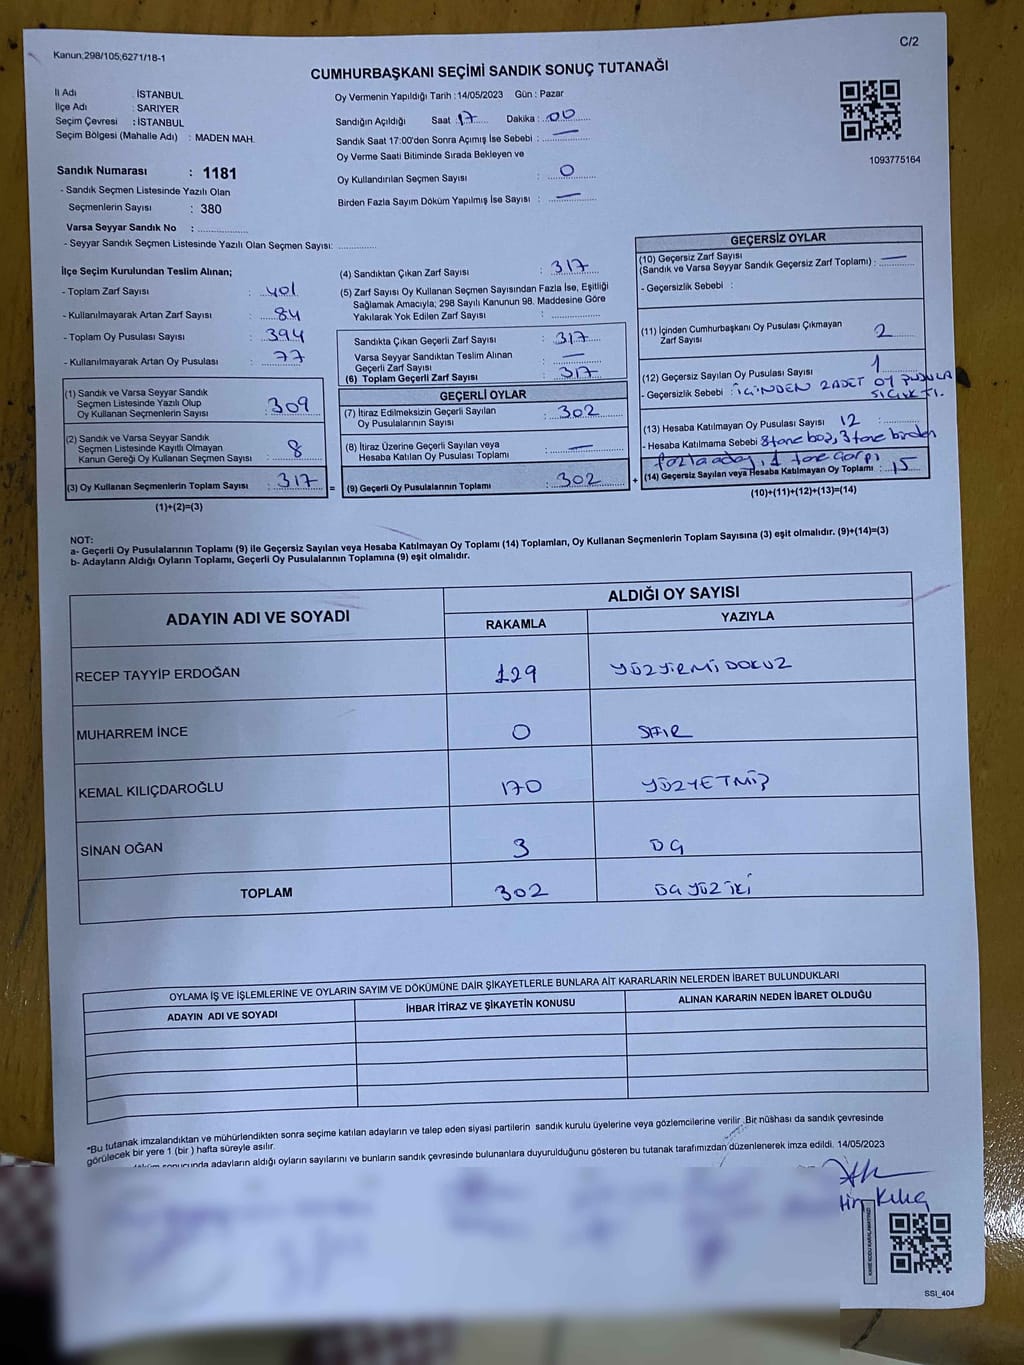 Kanun;298/105;6271/18-1
C/2
CUMHURBAŞKANI SEÇİMİ SANDIK SONUÇ TUTANAĞI
İl Adı : İSTANBUL
İlçe Adı : SARIYER
Seçim Çevresi : İSTANBUL
Seçim Bölgesi (Mahalle Adı) : MADEN MAH.
Sandık Numarası : 1181
- Sandık Seçmen Listesinde Yazılı Olan
Seçmenlerin Sayısı : 380
Varsa Seyyar Sandık No :
- Seyyar Sandık Seçmen Listesinde Yazılı Olan Seçmen Sayısı:
Oy Vermenin Yapıldığı Tarih : 14/05/2023 Gün : Pazar
Sandığın Açıldığı Saat 17 Dakika : 00
Sandık Saat 17:00'den Sonra Açımış İse Sebebi : —
Oy Verme Saati Bitiminde Sırada Bekleyen ve
Oy Kullandırılan Seçmen Sayısı : 0
Birden Fazla Sayım Döküm Yapılmış İse Sayısı : —
1093775164
İlçe Seçim Kurulundan Teslim Alınan;
- Toplam Zarf Sayısı : 401
- Kullanılmayarak Artan Zarf Sayısı : 84
- Toplam Oy Pusulası Sayısı : 394
- Kullanılmayarak Artan Oy Pusulası : 77
(1) Sandık ve Varsa Seyyar Sandık
Seçmen Listesinde Yazılı Olup
Oy Kullanan Seçmenlerin Sayısı : 309
(2) Sandık ve Varsa Seyyar Sandık
Seçmen Listesinde Kayıtlı Olmayan
Kanun Gereği Oy Kullanan Seçmen Sayısı : 8
(3) Oy Kullanan Seçmenlerin Toplam Sayısı : 317 =
(1)+(2)=(3)
(4) Sandıktan Çıkan Zarf Sayısı : 317
(5) Zarf Sayısı Oy Kullanan Seçmen Sayısından Fazla İse, Eşitliği
Sağlamak Amacıyla; 298 Sayılı Kanunun 98. Maddesine Göre
Yakılarak Yok Edilen Zarf Sayısı :
Sandıkta Çıkan Geçerli Zarf Sayısı : 317
Varsa Seyyar Sandıktan Teslim Alınan
Geçerli Zarf Sayısı : —
(6) Toplam Geçerli Zarf Sayısı : 317
GEÇERLİ OYLAR
(7) İtiraz Edilmeksizin Geçerli Sayılan
Oy Pusulalarının Sayısı : 302
(8) İtiraz Üzerine Geçerli Sayılan veya
Hesaba Katılan Oy Pusulası Toplamı : —
(9) Geçerli Oy Pusulalarının Toplamı : 302 +
GEÇERSİZ OYLAR
(10) Geçersiz Zarf Sayısı
(Sandık ve Varsa Seyyar Sandık Geçersiz Zarf Toplamı) : —
- Geçersizlik Sebebi :
(11) İçinden Cumhurbaşkanı Oy Pusulası Çıkmayan
Zarf Sayısı : 2
(12) Geçersiz Sayılan Oy Pusulası Sayısı : 1
- Geçersizlik Sebebi : İÇİNDEN 2 ADET OY PUSULA
SI ÇIKTI.
(13) Hesaba Katılmayan Oy Pusulası Sayısı 12 :
- Hesaba Katılmama Sebebi 8 tane boş, 3 tane birden
fazla aday, 1 tane çarpı
(14) Geçersiz Sayılan veya Hesaba Katılmayan Oy Toplamı : 15
(10)+(11)+(12)+(13)=(14)
NOT:
a- Geçerli Oy Pusulalarının Toplamı (9) ile Geçersiz Sayılan veya Hesaba Katılmayan Oy Toplamı (14) Toplamları, Oy Kullanan Seçmenlerin Toplam Sayısına (3) eşit olmalıdır. (9)+(14)=(3)
b- Adayların Aldığı Oyların Toplamı, Geçerli Oy Pusulalarının Toplamına (9) eşit olmalıdır.
ADAYIN ADI VE SOYADI
ALDIĞI OY SAYISI
RAKAMLA YAZIYLA
RECEP TAYYİP ERDOĞAN 129 YÜZYİRMİ DOKUZ
MUHARREM İNCE 0 SIFIR
KEMAL KILIÇDAROĞLU 170 YÜZYETMİŞ
SİNAN OĞAN 3 ÜÇ
TOPLAM 302 ÜÇ YÜZ İKİ
OYLAMA İŞ VE İŞLEMLERİNE VE OYLARIN SAYIM VE DÖKÜMÜNE DAİR ŞİKAYETLERLE BUNLARA AİT KARARLARIN NELERDEN İBARET BULUNDUKLARI
ADAYIN ADI VE SOYADI İHBAR İTİRAZ VE ŞİKAYETİN KONUSU ALINAN KARARIN NEDEN İBARET OLDUĞU
*Bu tutanak imzalandıktan ve mühürlendikten sonra seçime katılan adayların ve talep eden siyasi partilerin sandık kurulu üyelerine veya gözlemcilerine verilir. Bir nüshası da sandık çevresinde
görülecek bir yere 1 (bir) hafta süreyle asılır.
sonucunda adayların aldığı oyların sayılarını ve bunların sandık çevresinde bulunanlara duyurulduğunu gösteren bu tutanak tarafımızdan düzenlenerek imza edildi. 14/05/2023
KARE KODU KARALAMAYINIZ
SSI_404